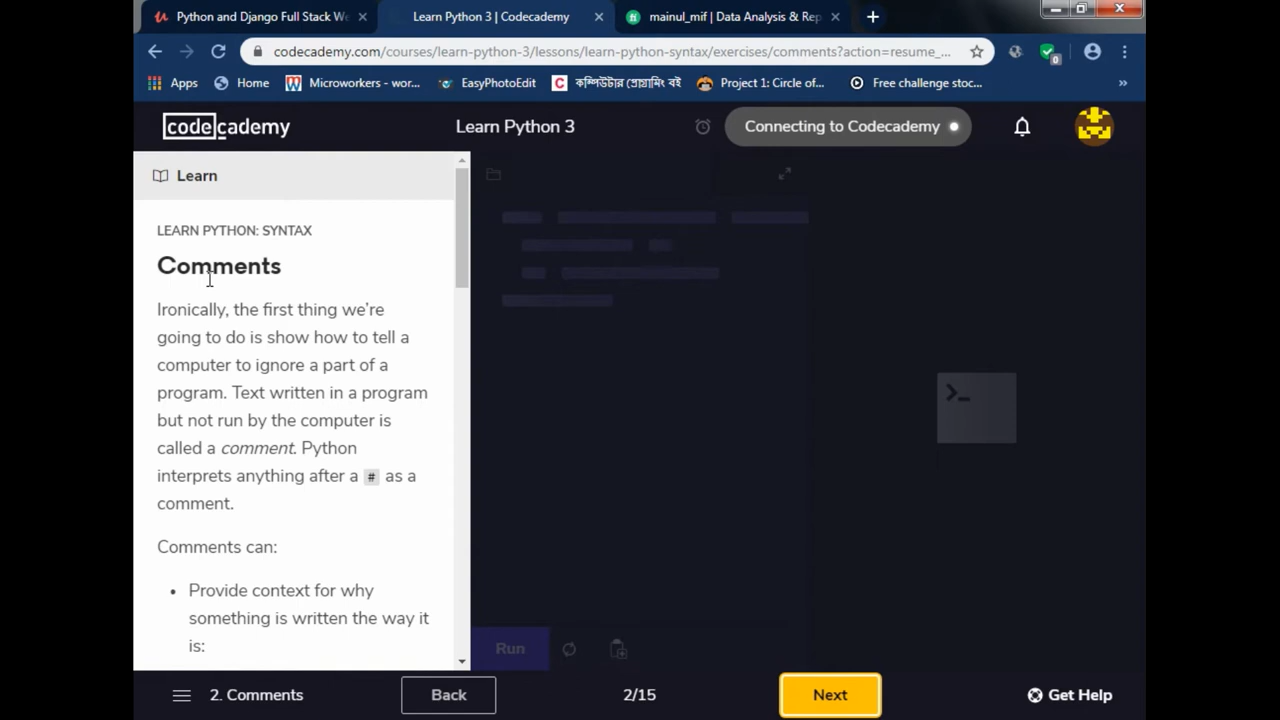 Python and Django Full Stack We
Learn Python 3 | Codecademy
mainul_mif | Data Analysis & Rep
codecademy.com/courses/learn-python-3/lessons/learn-python-syntax/exercises/comments?action=resume_...
0
Apps
Home
Microworkers - wor...
EasyPhotoEdit
C কম্পিউটার প্রোগ্রামিং বই
Project 1: Circle of...
Free challenge stoc...
»
codecademy
Learn Python 3
Connecting to Codecademy
Learn
LEARN PYTHON: SYNTAX
Comments
Ironically, the first thing we're
going to do is show how to tell a
computer to ignore a part of a
program. Text written in a program
but not run by the computer is
called a comment. Python
interprets anything after a # as a
comment.
Comments can:
• Provide context for why
something is written the way it
is:
>_
Run
2. Comments
Back
2/15
Next
Get Help